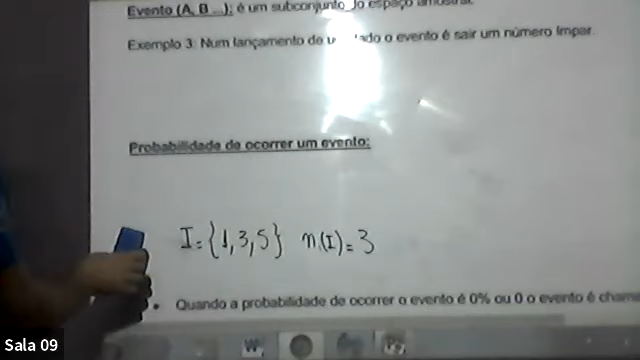 Evento (A, B ...): é um subconjunto do espaço amostral.
Exemplo 3: Num lançamento de um dado o evento é sair um número ímpar.
Probabilidade de ocorrer um evento:
I = {1, 3, 5} n(I) = 3
• Quando a probabilidade de ocorrer o evento é 0% ou 0 o evento é cham
Sala 09